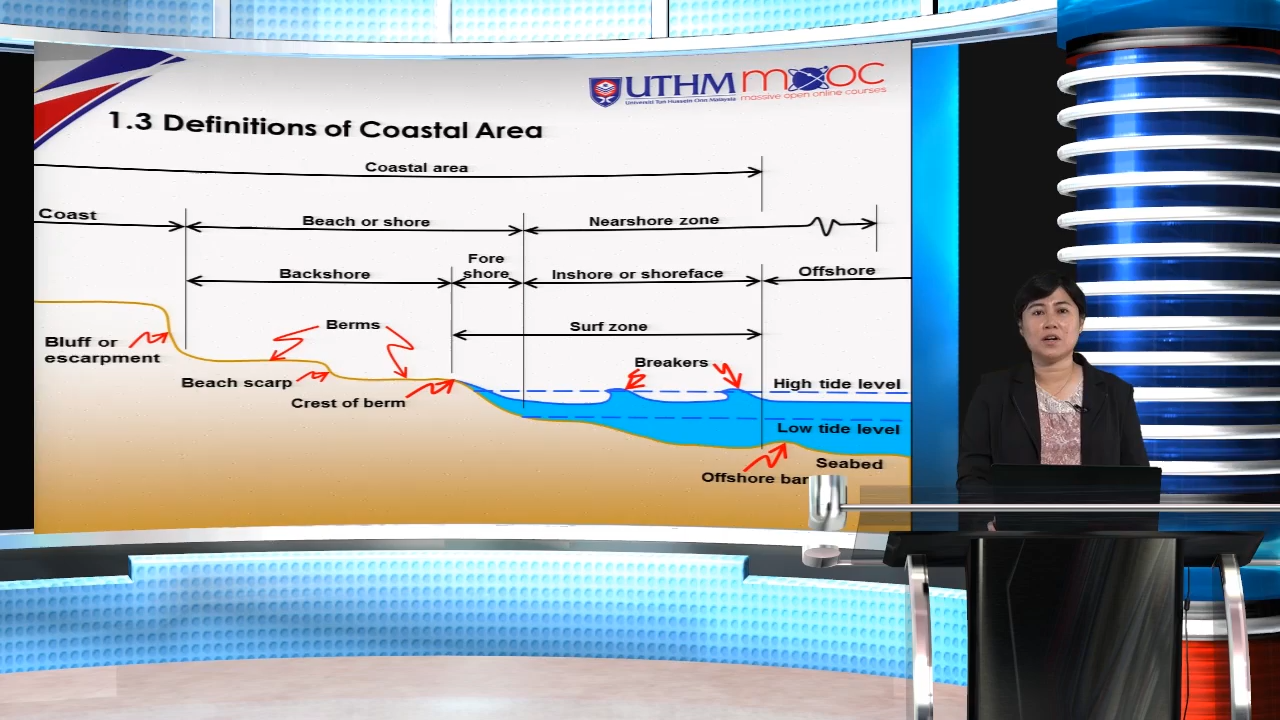 UTHM mooc
Universiti Tun Hussein Onn Malaysia
massive open online courses
1.3 Definitions of Coastal Area
Coastal area
Coast
Beach or shore
Nearshore zone
Backshore
Fore
shore
Inshore or shoreface
Offshore
Surf zone
Berms
Bluff or
escarpment
Beach scarp
Crest of berm
Breakers
High tide level
Low tide level
Seabed
Offshore bar